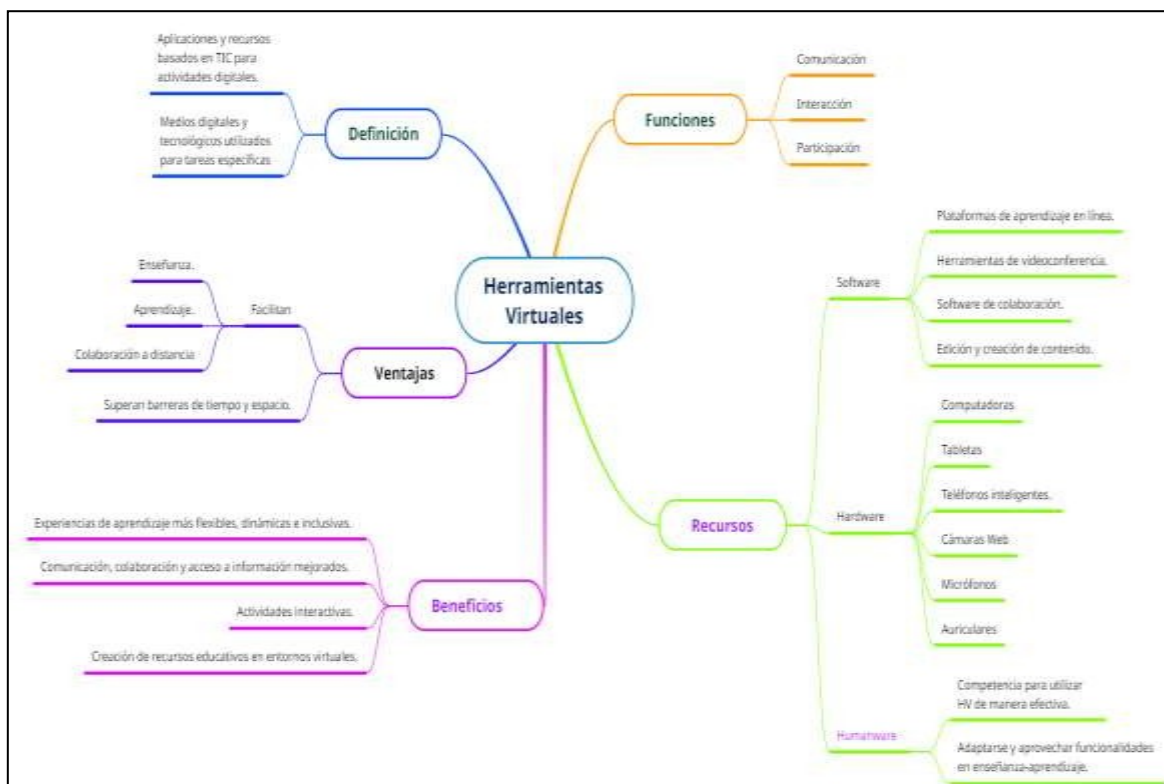 Herramientas
Virtuales
Definición
Aplicaciones y recursos
basados en TIC para
actividades digitales.
Medios digitales y
tecnológicos utilizados
para tareas específicas
Funciones
Comunicación
Interacción
Participación
Ventajas
Facilitan
Enseñanza.
Aprendizaje.
Colaboración a distancia
Superan barreras de tiempo y espacio.
Beneficios
Experiencias de aprendizaje más flexibles, dinámicas e inclusivas.
Comunicación, colaboración y acceso a información mejorados.
Actividades interactivas.
Creación de recursos educativos en entornos virtuales.
Recursos
Software
Plataformas de aprendizaje en línea.
Herramientas de videoconferencia.
Software de colaboración.
Edición y creación de contenido.
Hardware
Computadoras
Tabletas
Teléfonos inteligentes.
Cámaras Web
Micrófonos
Auriculares
Humanware
Competencia para utilizar
HV de manera efectiva.
Adaptarse y aprovechar funcionalidades
en enseñanza-aprendizaje.